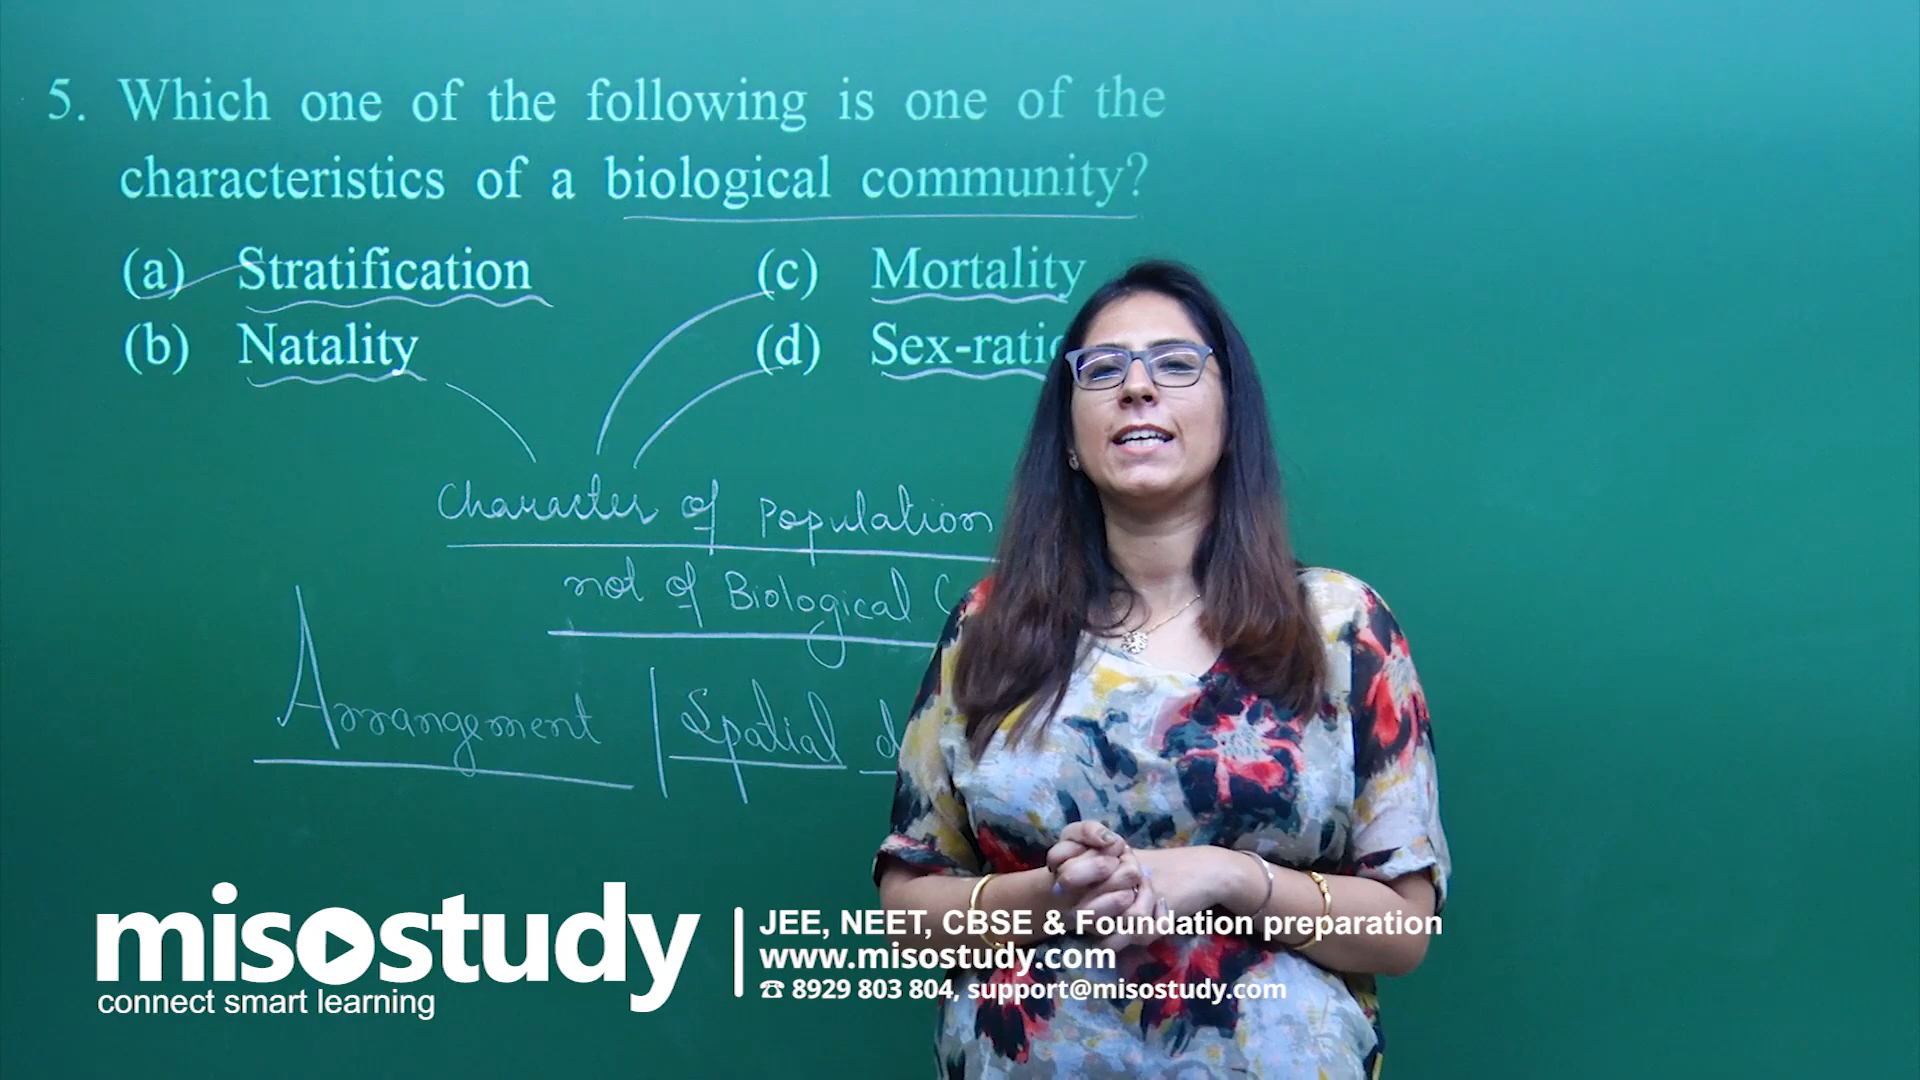 5. Which one of the following is one of the
characteristics of a biological community?
(a) Stratification (c) Mortality
(b) Natality (d)
Character of Population
not of Biological
Arrangement | Spatial
misostudy
connect smart learning
JEE, NEET, CBSE & Foundation preparation
www.misostudy.com
☎ 8929 803 804, support@misostudy.com